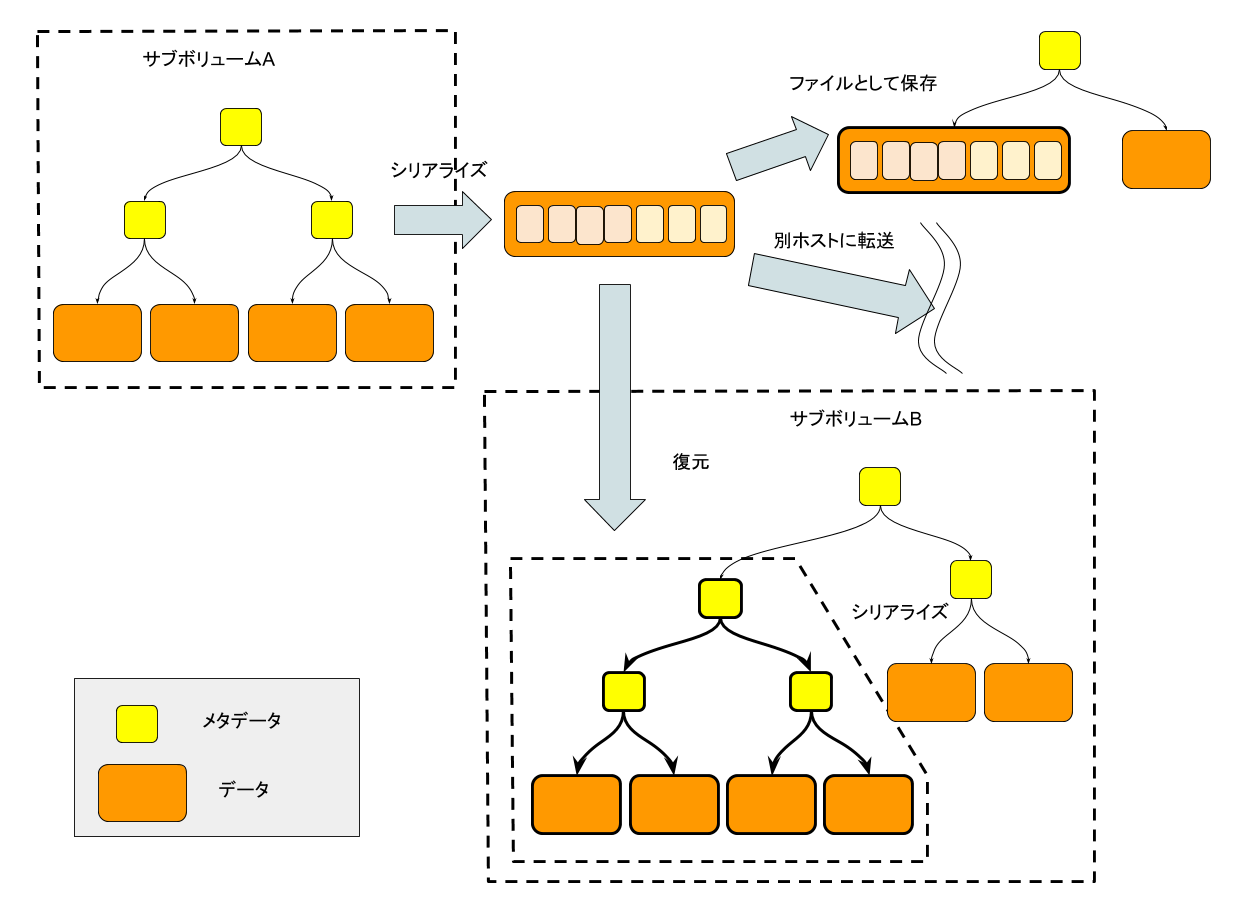 サブボリュームA
シリアライズ
ファイルとして保存
別ホストに転送
サブボリュームB
復元
シリアライズ
メタデータ
データ